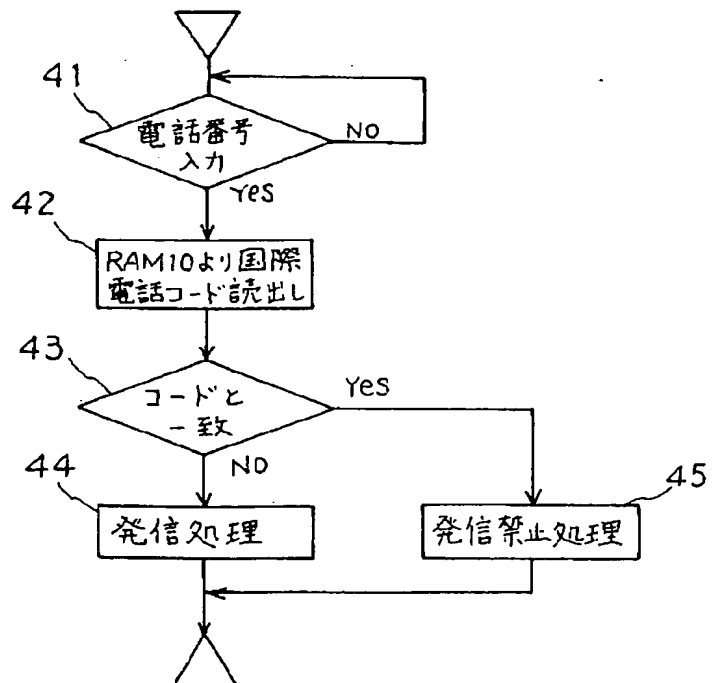 41
電話番号
入力
NO
Yes
42
RAM10より国際
電話コード読出し
43
コードと
一致
Yes
NO
44
発信処理
45
発信禁止処理